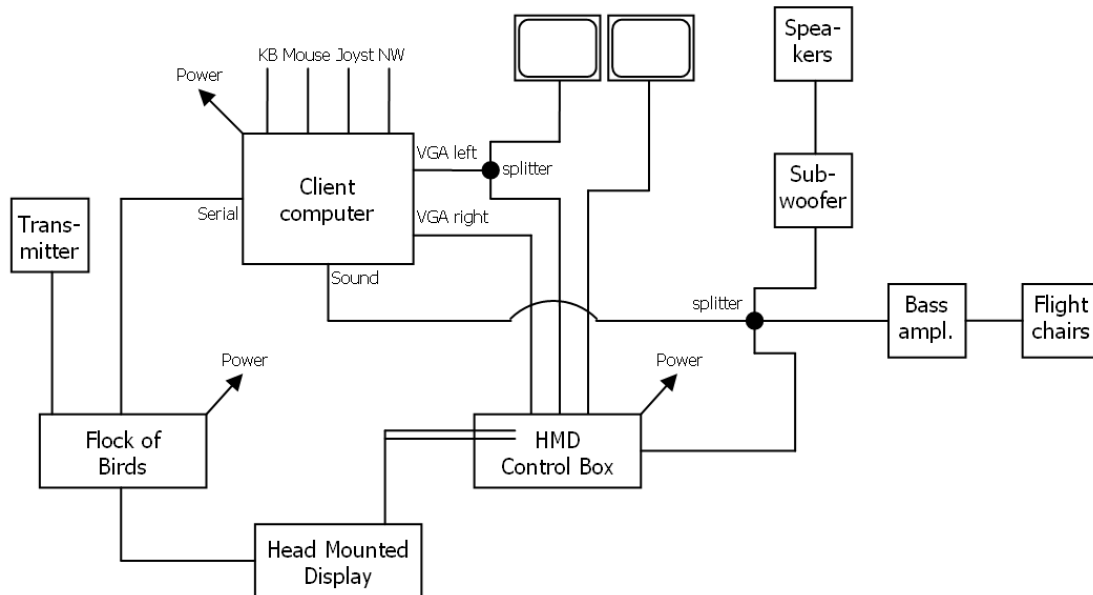 Spea-
kers
KB Mouse Joyst NW
Power
VGA left
splitter
Sub-
woofer
Client
computer
Serial
VGA right
Trans-
mitter
Sound
splitter
Bass
ampl.
Flight
chairs
Power
Power
Flock of
Birds
HMD
Control Box
Head Mounted
Display